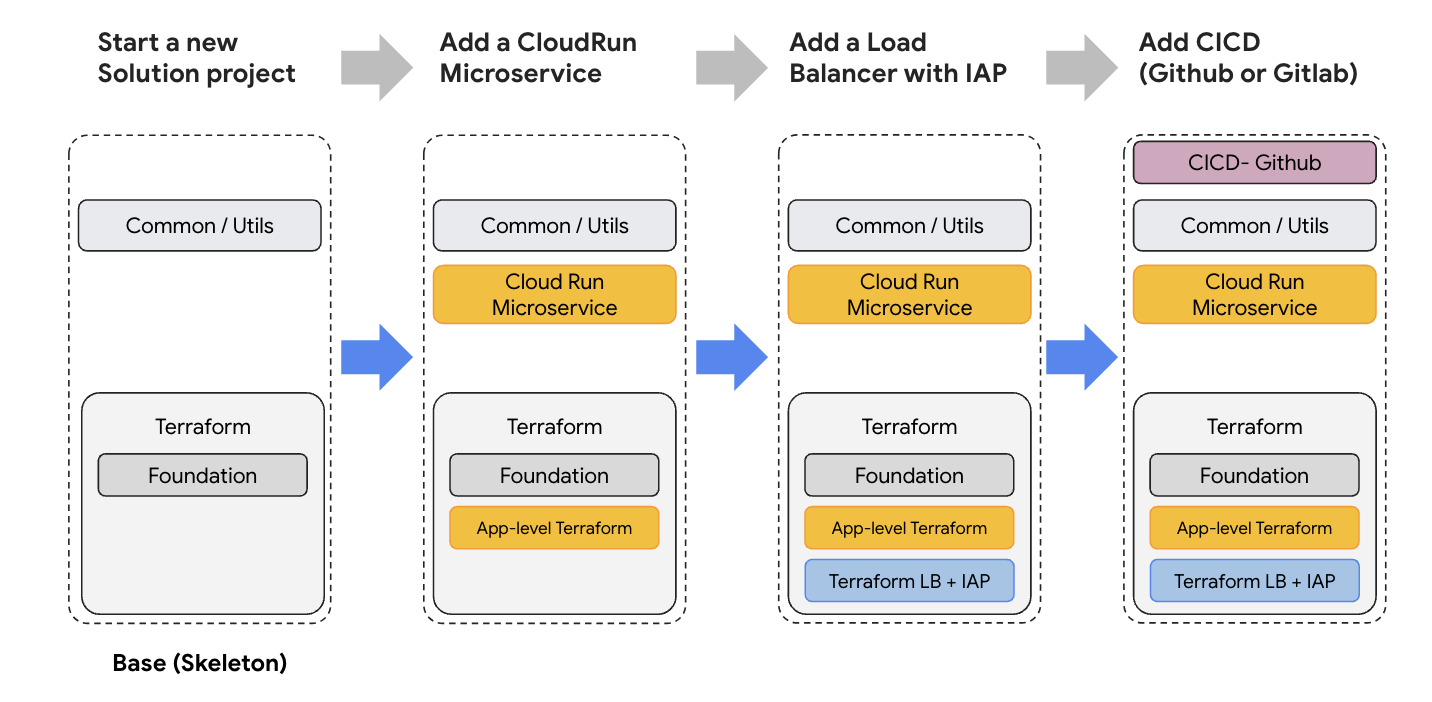 Start a new
Solution project
Add a CloudRun
Microservice
Add a Load
Balancer with IAP
Add CICD
(Github or Gitlab)
Common / Utils
Terraform
Foundation
Base (Skeleton)
Common / Utils
Cloud Run
Microservice
Terraform
Foundation
App-level Terraform
Common / Utils
Cloud Run
Microservice
Terraform
Foundation
App-level Terraform
Terraform LB + IAP
CICD- Github
Common / Utils
Cloud Run
Microservice
Terraform
Foundation
App-level Terraform
Terraform LB + IAP